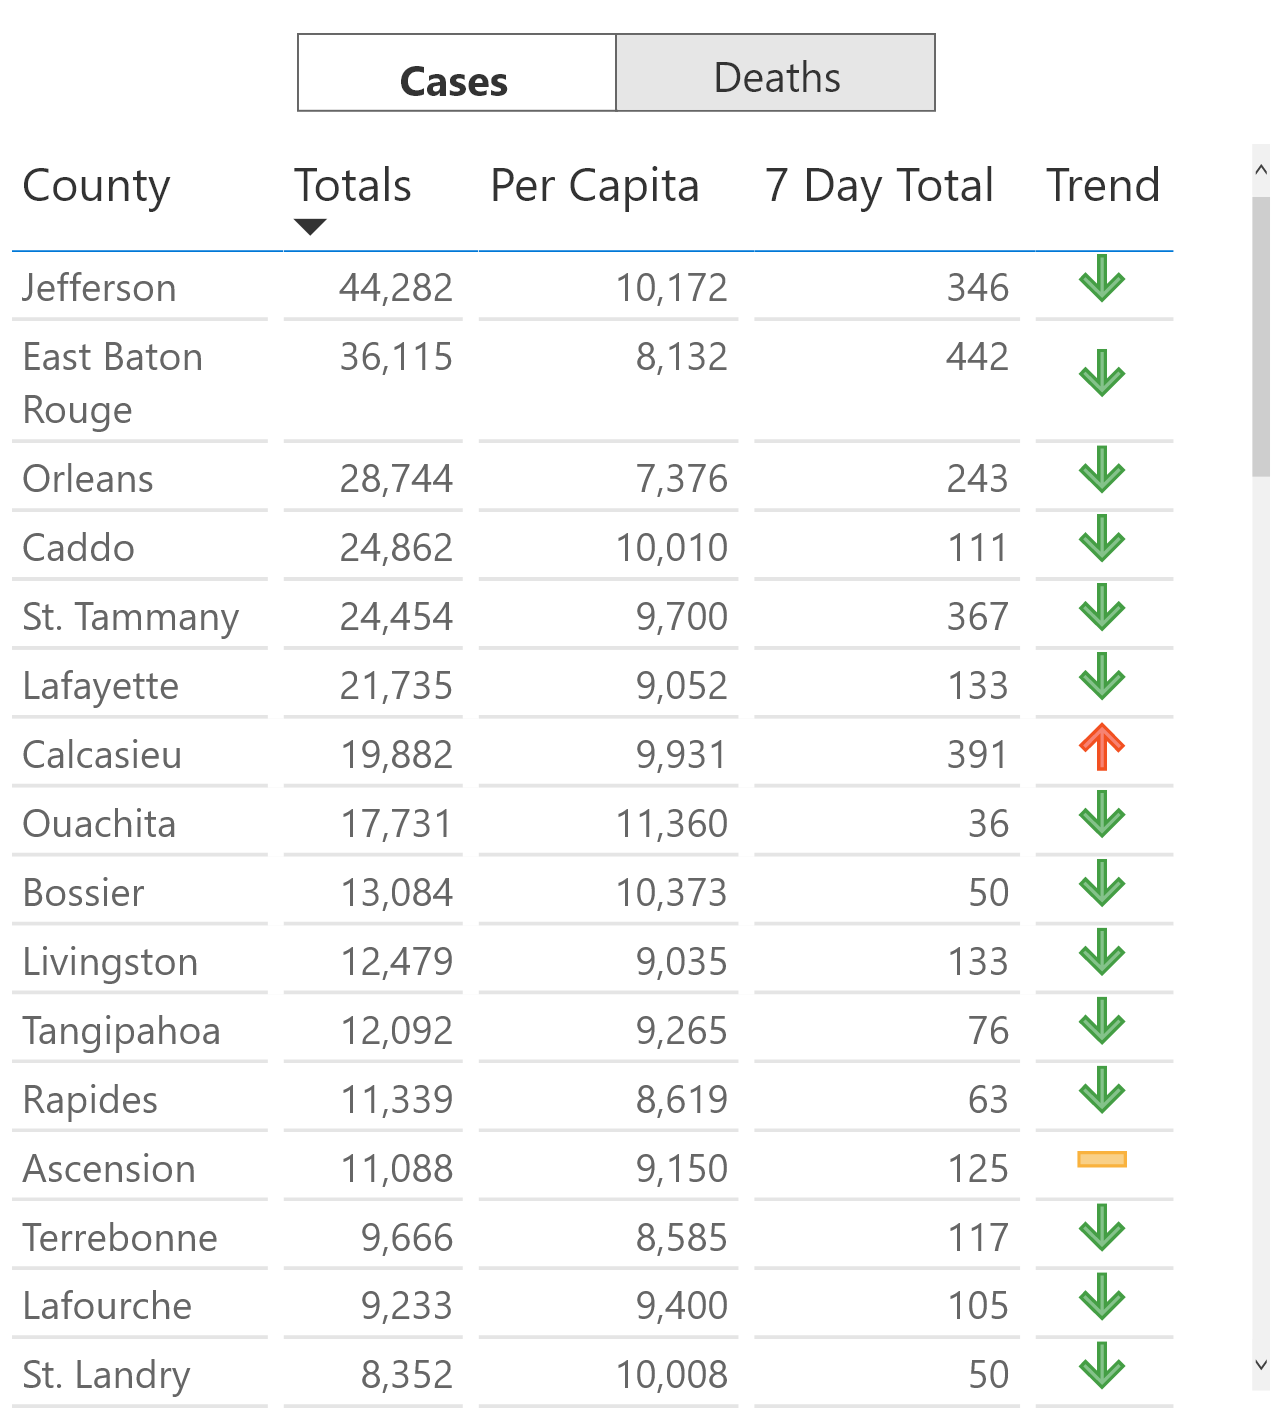 Cases Deaths
County Totals Per Capita 7 Day Total Trend
Jefferson 44,282 10,172 346
East Baton 36,115 8,132 442
Rouge
Orleans 28,744 7,376 243
Caddo 24,862 10,010 111
St. Tammany 24,454 9,700 367
Lafayette 21,735 9,052 133
Calcasieu 19,882 9,931 391
Ouachita 17,731 11,360 36
Bossier 13,084 10,373 50
Livingston 12,479 9,035 133
Tangipahoa 12,092 9,265 76
Rapides 11,339 8,619 63
Ascension 11,088 9,150 125
Terrebonne 9,666 8,585 117
Lafourche 9,233 9,400 105
St. Landry 8,352 10,008 50